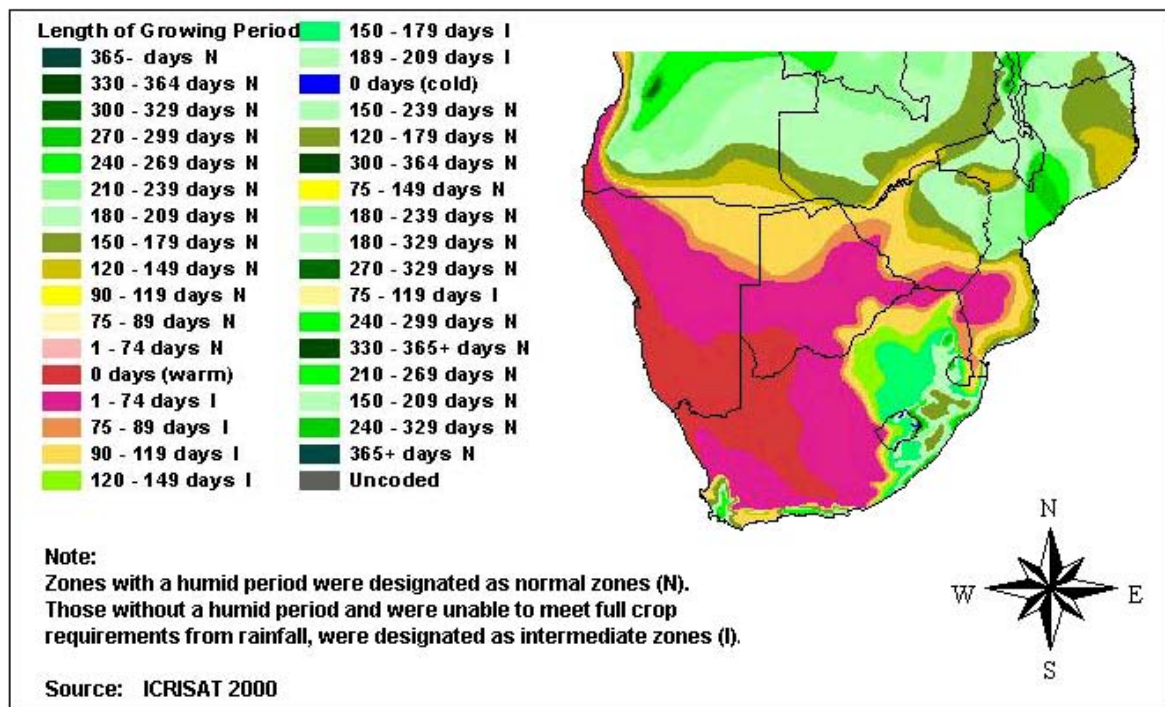 Length of Growing Period
365- days N
330 - 364 days N
300 - 329 days N
270 - 299 days N
240 - 269 days N
210 - 239 days N
180 - 209 days N
150 - 179 days N
120 - 149 days N
90 - 119 days N
75 - 89 days N
1 - 74 days N
0 days (warm)
1 - 74 days I
75 - 89 days I
90 - 119 days I
120 - 149 days I
150 - 179 days I
189 - 209 days I
0 days (cold)
150 - 239 days N
120 - 179 days N
300 - 364 days N
75 - 149 days N
180 - 239 days N
180 - 329 days N
270 - 329 days N
75 - 119 days I
240 - 299 days N
330 - 365+ days N
210 - 269 days N
150 - 209 days N
240 - 329 days N
365+ days N
Uncoded
N
W
E
S
Note:
Zones with a humid period were designated as normal zones (N).
Those without a humid period and were unable to meet full crop
requirements from rainfall, were designated as intermediate zones (I).
Source: ICRISAT 2000